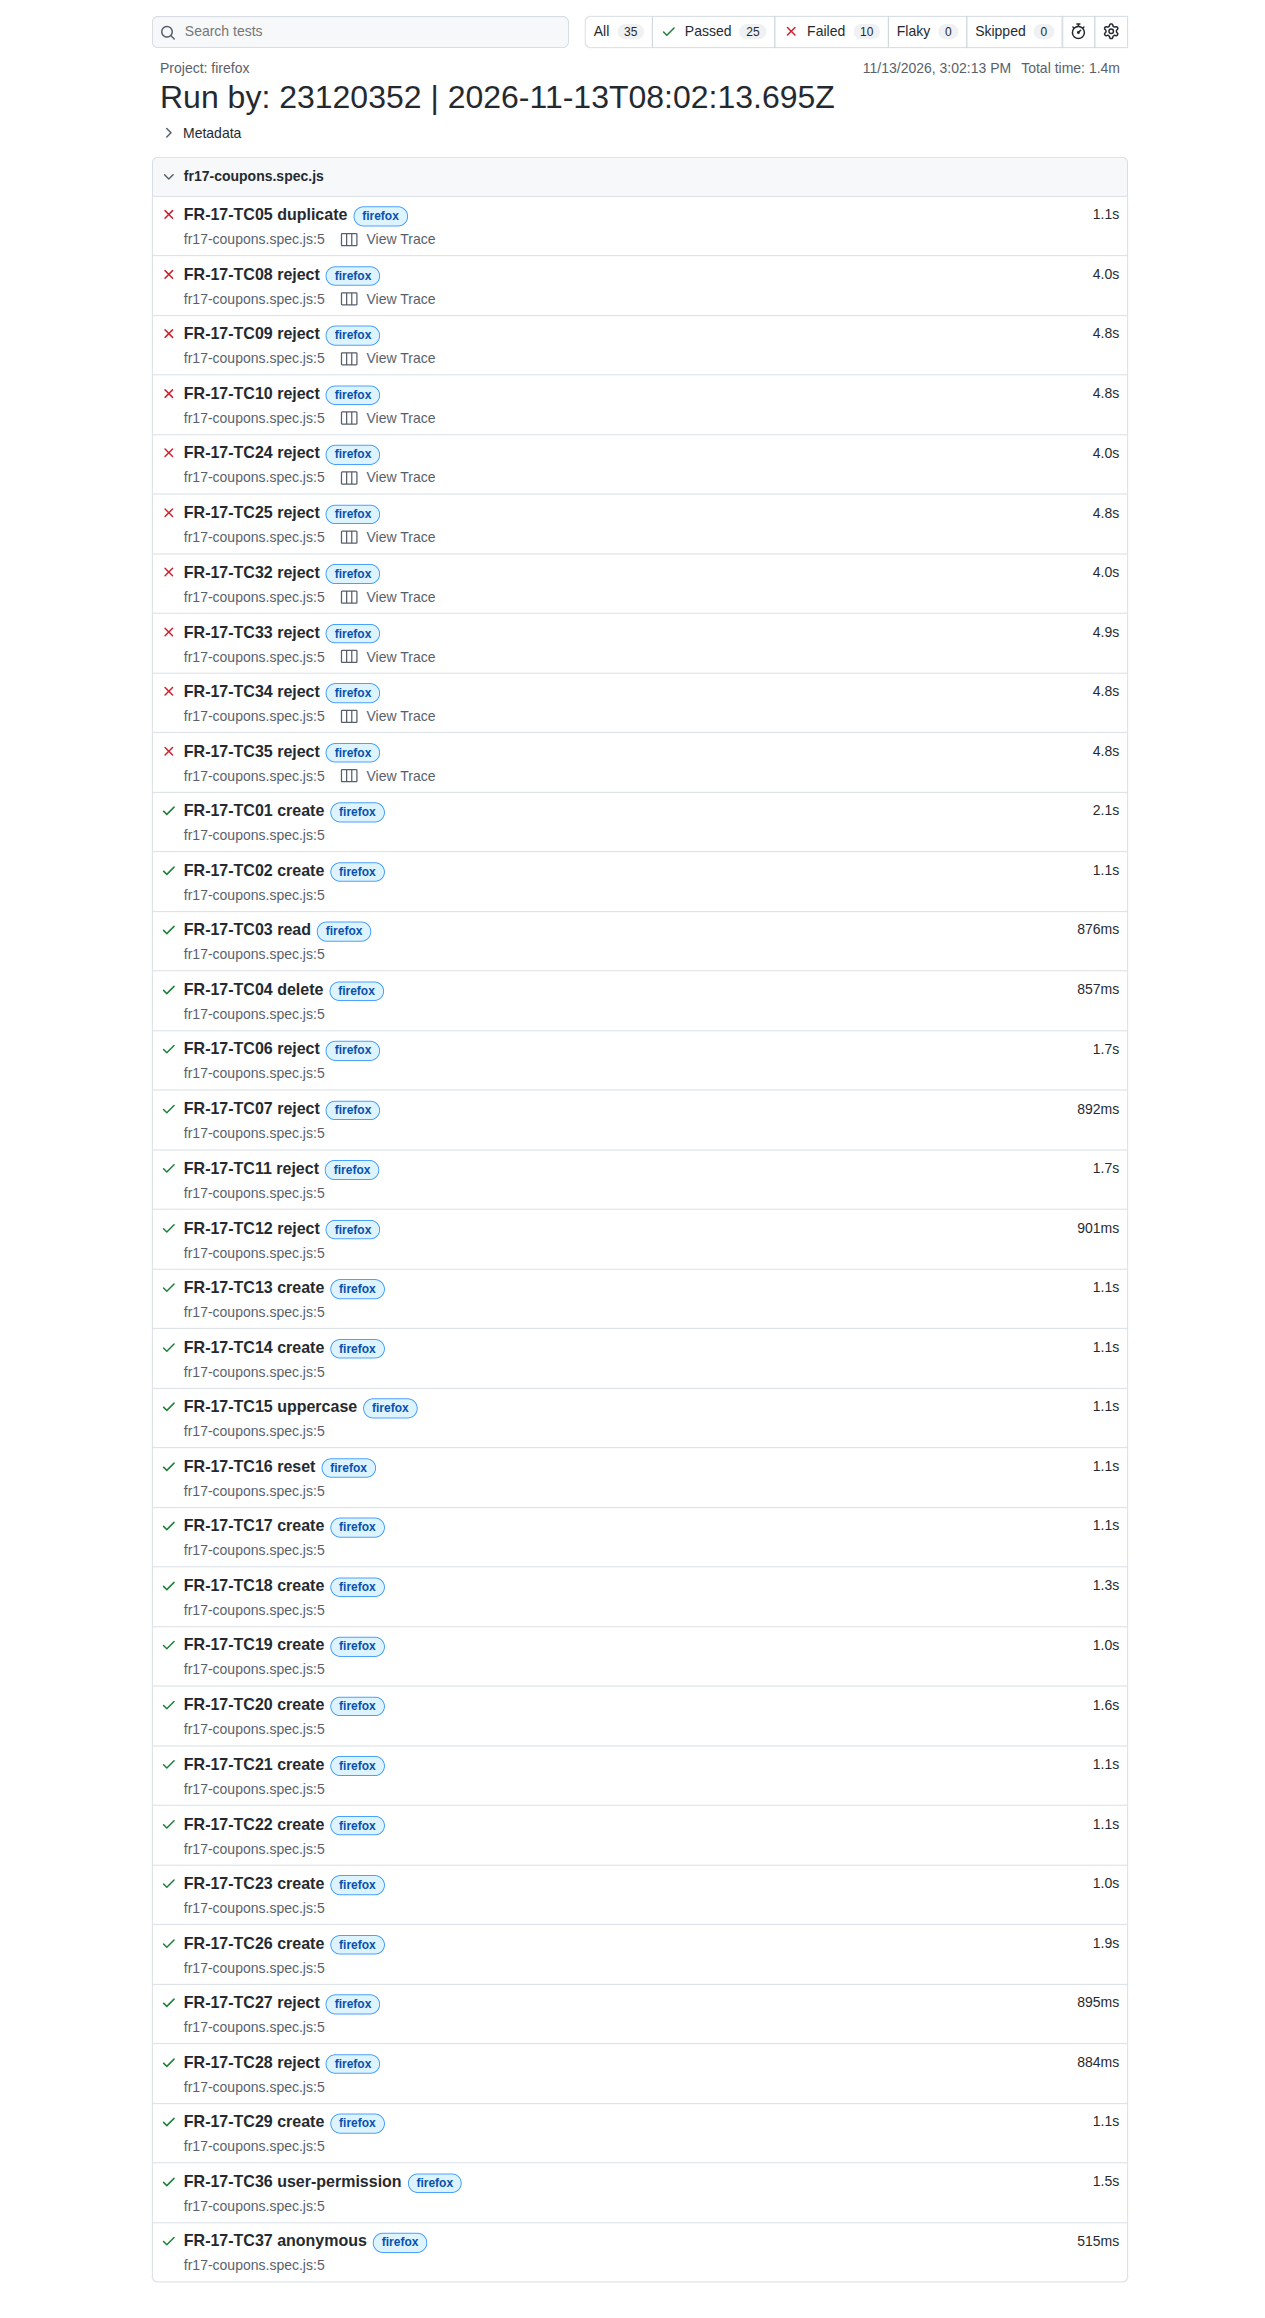 Search tests
All 35 Passed 25 Failed 10 Flaky 0 Skipped 0
Project: firefox 11/13/2026, 3:02:13 PM Total time: 1.4m
Run by: 23120352 | 2026-11-13T08:02:13.695Z
Metadata
fr17-coupons.spec.js
FR-17-TC05 duplicate firefox 1.1s
fr17-coupons.spec.js:5 View Trace
FR-17-TC08 reject firefox 4.0s
fr17-coupons.spec.js:5 View Trace
FR-17-TC09 reject firefox 4.8s
fr17-coupons.spec.js:5 View Trace
FR-17-TC10 reject firefox 4.8s
fr17-coupons.spec.js:5 View Trace
FR-17-TC24 reject firefox 4.0s
fr17-coupons.spec.js:5 View Trace
FR-17-TC25 reject firefox 4.8s
fr17-coupons.spec.js:5 View Trace
FR-17-TC32 reject firefox 4.0s
fr17-coupons.spec.js:5 View Trace
FR-17-TC33 reject firefox 4.9s
fr17-coupons.spec.js:5 View Trace
FR-17-TC34 reject firefox 4.8s
fr17-coupons.spec.js:5 View Trace
FR-17-TC35 reject firefox 4.8s
fr17-coupons.spec.js:5 View Trace
FR-17-TC01 create firefox 2.1s
fr17-coupons.spec.js:5
FR-17-TC02 create firefox 1.1s
fr17-coupons.spec.js:5
FR-17-TC03 read firefox 876ms
fr17-coupons.spec.js:5
FR-17-TC04 delete firefox 857ms
fr17-coupons.spec.js:5
FR-17-TC06 reject firefox 1.7s
fr17-coupons.spec.js:5
FR-17-TC07 reject firefox 892ms
fr17-coupons.spec.js:5
FR-17-TC11 reject firefox 1.7s
fr17-coupons.spec.js:5
FR-17-TC12 reject firefox 901ms
fr17-coupons.spec.js:5
FR-17-TC13 create firefox 1.1s
fr17-coupons.spec.js:5
FR-17-TC14 create firefox 1.1s
fr17-coupons.spec.js:5
FR-17-TC15 uppercase firefox 1.1s
fr17-coupons.spec.js:5
FR-17-TC16 reset firefox 1.1s
fr17-coupons.spec.js:5
FR-17-TC17 create firefox 1.1s
fr17-coupons.spec.js:5
FR-17-TC18 create firefox 1.3s
fr17-coupons.spec.js:5
FR-17-TC19 create firefox 1.0s
fr17-coupons.spec.js:5
FR-17-TC20 create firefox 1.6s
fr17-coupons.spec.js:5
FR-17-TC21 create firefox 1.1s
fr17-coupons.spec.js:5
FR-17-TC22 create firefox 1.1s
fr17-coupons.spec.js:5
FR-17-TC23 create firefox 1.0s
fr17-coupons.spec.js:5
FR-17-TC26 create firefox 1.9s
fr17-coupons.spec.js:5
FR-17-TC27 reject firefox 895ms
fr17-coupons.spec.js:5
FR-17-TC28 reject firefox 884ms
fr17-coupons.spec.js:5
FR-17-TC29 create firefox 1.1s
fr17-coupons.spec.js:5
FR-17-TC36 user-permission firefox 1.5s
fr17-coupons.spec.js:5
FR-17-TC37 anonymous firefox 515ms
fr17-coupons.spec.js:5